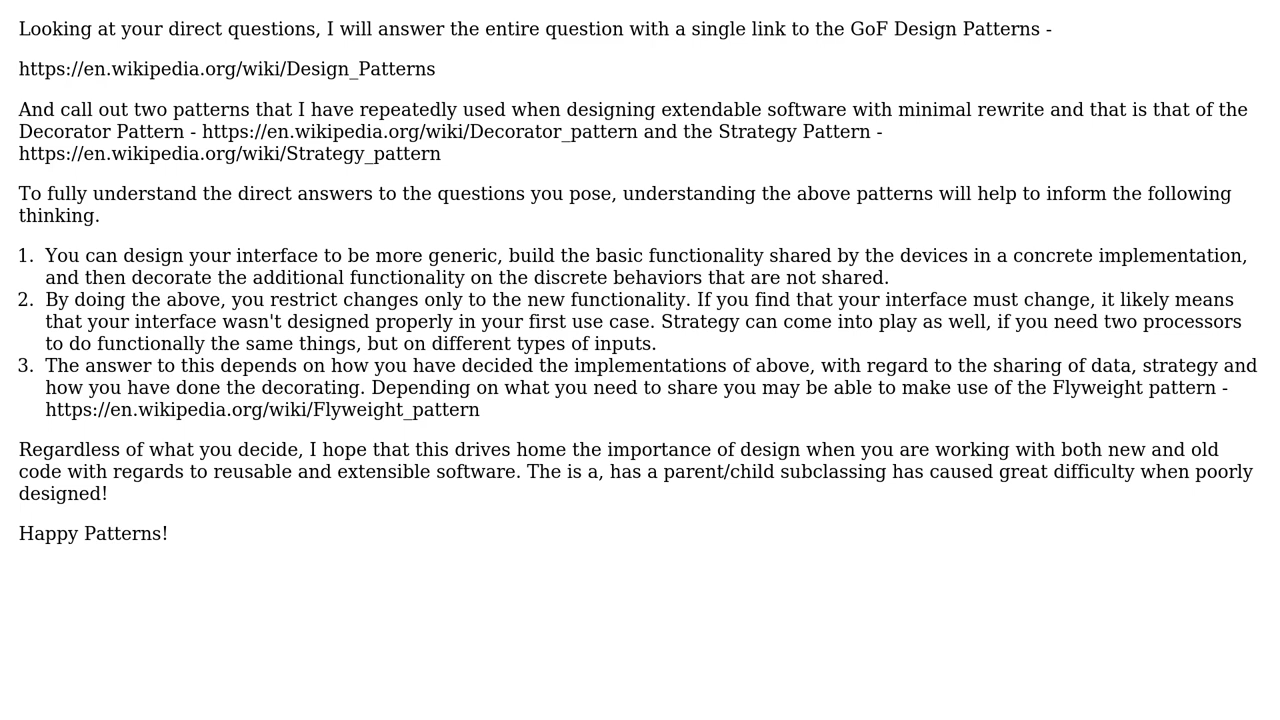 Looking at your direct questions, I will answer the entire question with a single link to the GoF Design Patterns -
https://en.wikipedia.org/wiki/Design_Patterns
And call out two patterns that I have repeatedly used when designing extendable software with minimal rewrite and that is that of the
Decorator Pattern - https://en.wikipedia.org/wiki/Decorator_pattern and the Strategy Pattern -
https://en.wikipedia.org/wiki/Strategy_pattern
To fully understand the direct answers to the questions you pose, understanding the above patterns will help to inform the following
thinking.
1. You can design your interface to be more generic, build the basic functionality shared by the devices in a concrete implementation,
and then decorate the additional functionality on the discrete behaviors that are not shared.
2. By doing the above, you restrict changes only to the new functionality. If you find that your interface must change, it likely means
that your interface wasn't designed properly in your first use case. Strategy can come into play as well, if you need two processors
to do functionally the same things, but on different types of inputs.
3. The answer to this depends on how you have decided the implementations of above, with regard to the sharing of data, strategy and
how you have done the decorating. Depending on what you need to share you may be able to make use of the Flyweight pattern -
https://en.wikipedia.org/wiki/Flyweight_pattern
Regardless of what you decide, I hope that this drives home the importance of design when you are working with both new and old
code with regards to reusable and extensible software. The is a, has a parent/child subclassing has caused great difficulty when poorly
designed!
Happy Patterns!